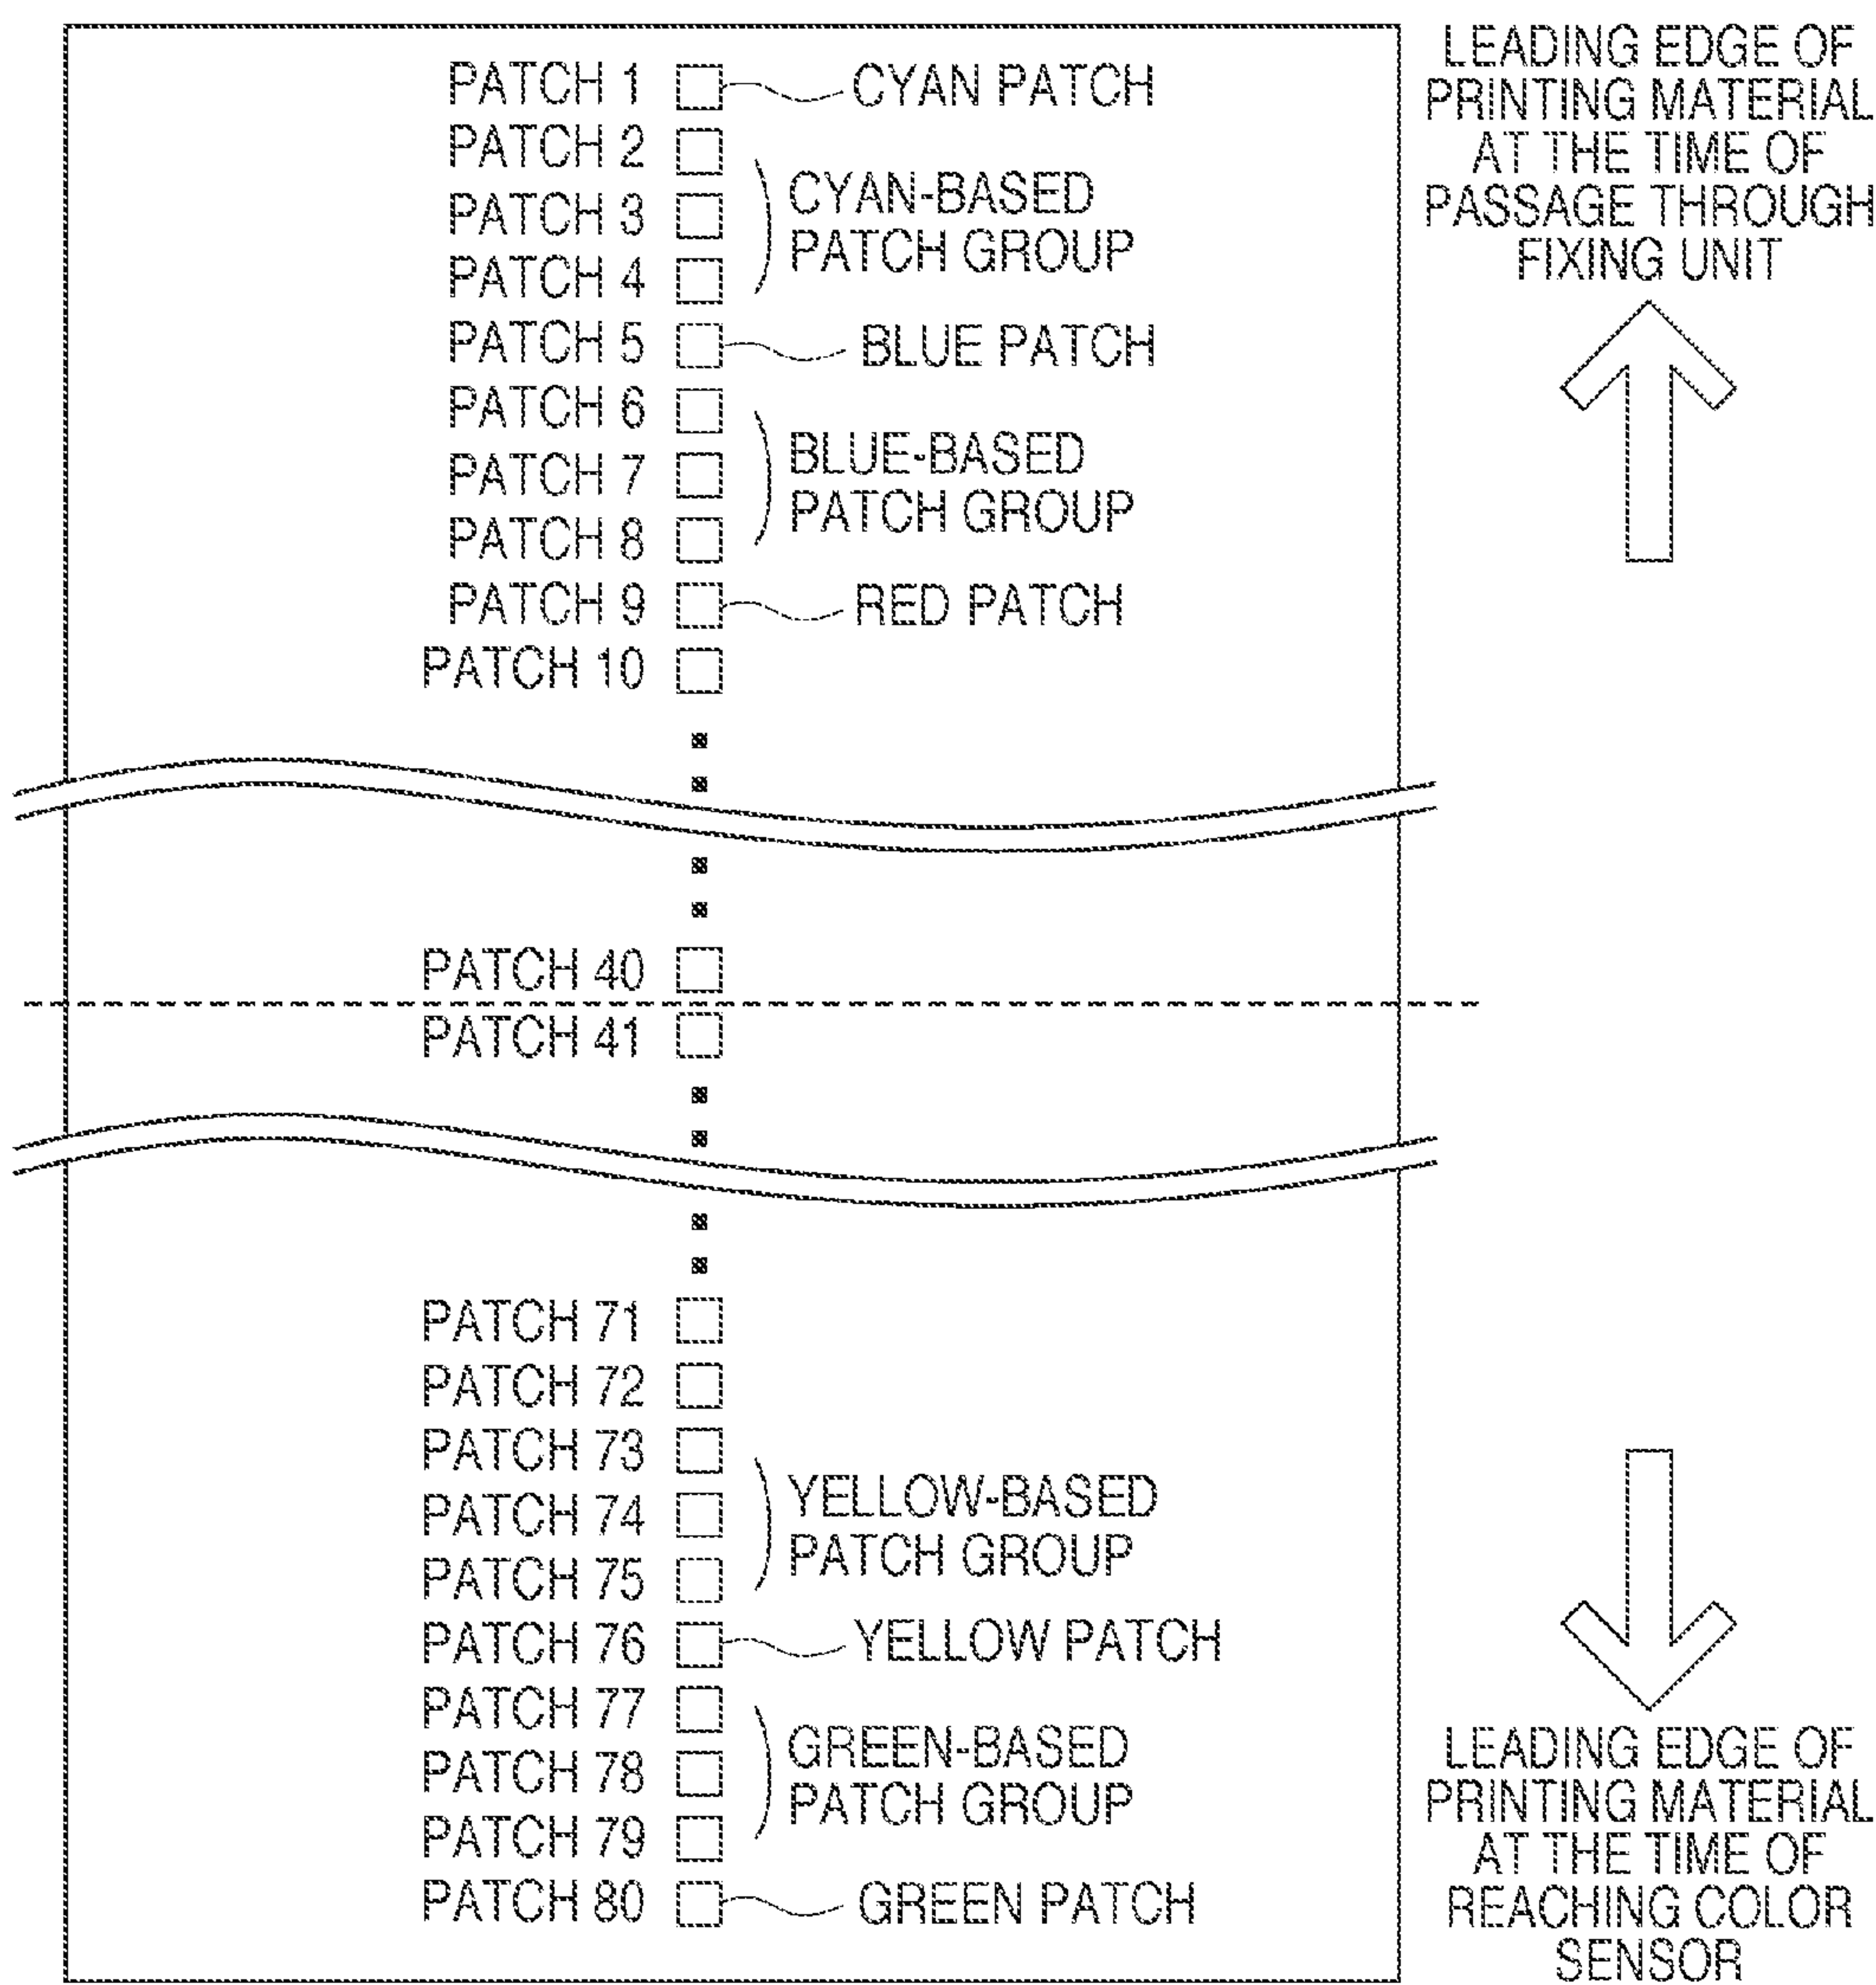 PATCH 1 CYAN PATCH
PATCH 2
PATCH 3
PATCH 4
CYAN-BASED
PATCH GROUP
PATCH 5 BLUE PATCH
PATCH 6
PATCH 7
PATCH 8
BLUE-BASED
PATCH GROUP
PATCH 9 RED PATCH
PATCH 10
PATCH 40
PATCH 41
PATCH 71
PATCH 72
PATCH 73
PATCH 74
PATCH 75
YELLOW-BASED
PATCH GROUP
PATCH 76 YELLOW PATCH
PATCH 77
PATCH 78
PATCH 79
GREEN-BASED
PATCH GROUP
PATCH 80 GREEN PATCH
LEADING EDGE OF
PRINTING MATERIAL
AT THE TIME OF
PASSAGE THROUGH
FIXING UNIT
LEADING EDGE OF
PRINTING MATERIAL
AT THE TIME OF
REACHING COLOR
SENSOR